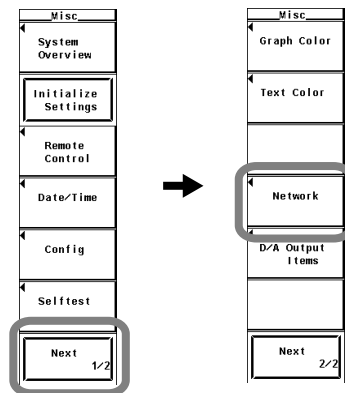 Misc
System
Overview
Initialize
Settings
Remote
Control
Date/Time
Config
Selftest
Next
1/2
Misc
Graph Color
Text Color
Network
D/A Output
Items
Next
2/2